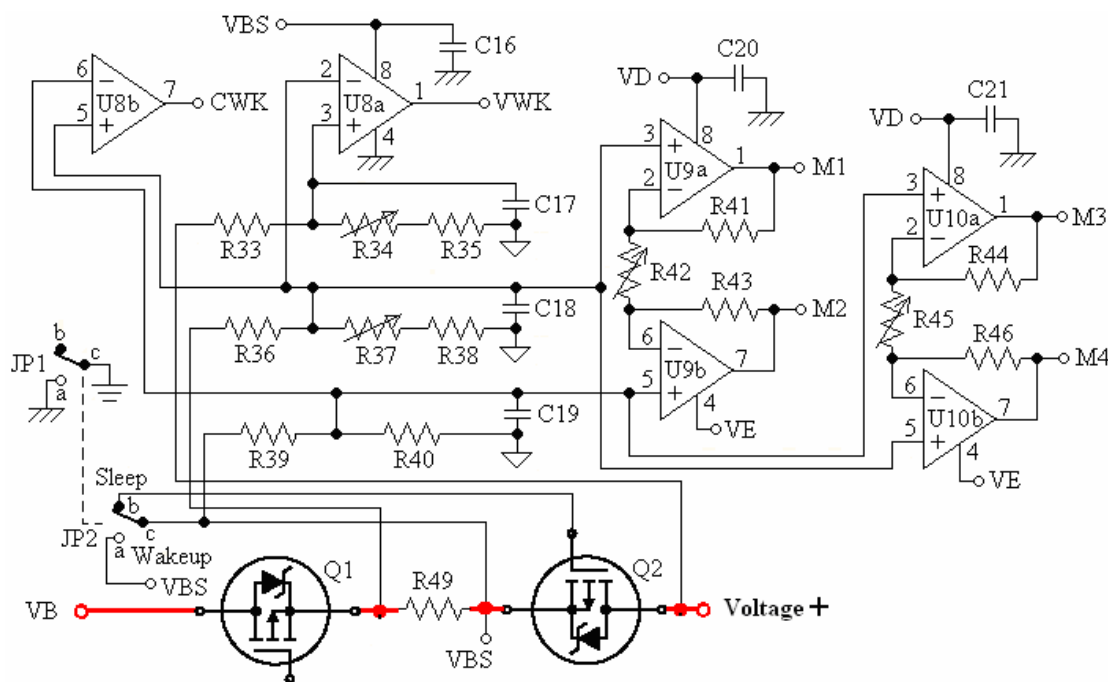 VBS
C16
8
6
−
7
U8b
CWK
5
+
2
−
1
U8a
VWK
3
+
4
C20
VD
8
3
+
1
U9a
M1
2
−
C21
VD
8
3
+
1
U10a
M3
2
−
C17
R33
R34
R35
R41
R42
R43
R44
R45
R46
C18
R36
R37
R38
M2
6
−
7
U9b
5
+
4
VE
M4
6
−
7
U10b
5
+
4
VE
b
c
JP1
a
C19
R39
R40
Sleep
b
c
JP2
a
Wakeup
VBS
Q1
R49
Q2
VB
VBS
Voltage +